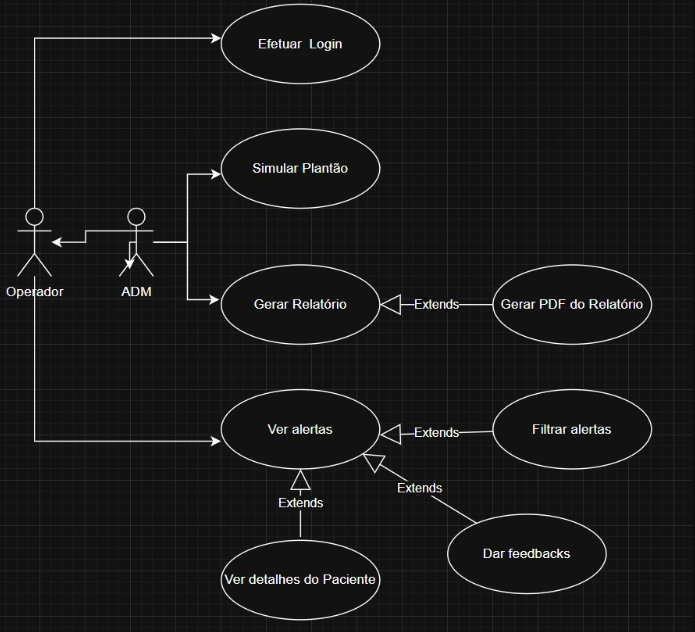 Efetuar Login
Simular Plantão
Operador
ADM
Gerar Relatório
Extends
Gerar PDF do Relatório
Ver alertas
Extends
Filtrar alertas
Extends
Extends
Dar feedbacks
Ver detalhes do Paciente